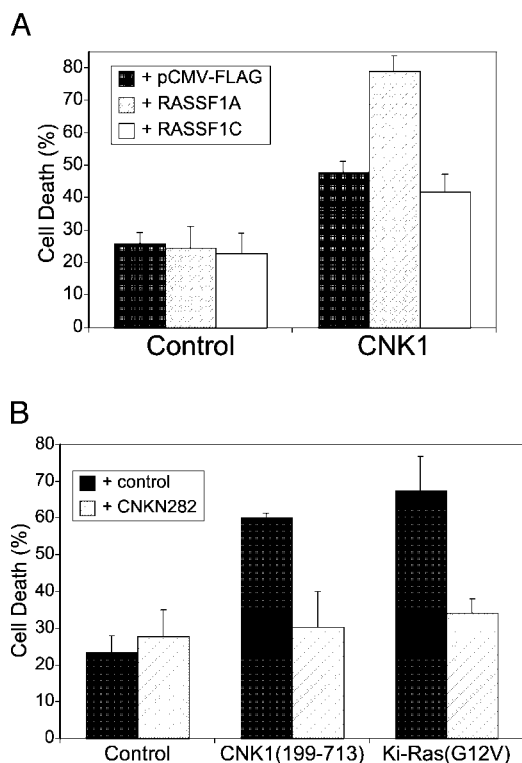 A
Cell Death (%)
80
70
60
50
40
30
20
10
0
+ pCMV-FLAG
+ RASSF1A
+ RASSF1C
Control CNK1
B
Cell Death (%)
80
70
60
50
40
30
20
10
0
+ control
+ CNKN282
Control CNK1(199-713) Ki-Ras(G12V)